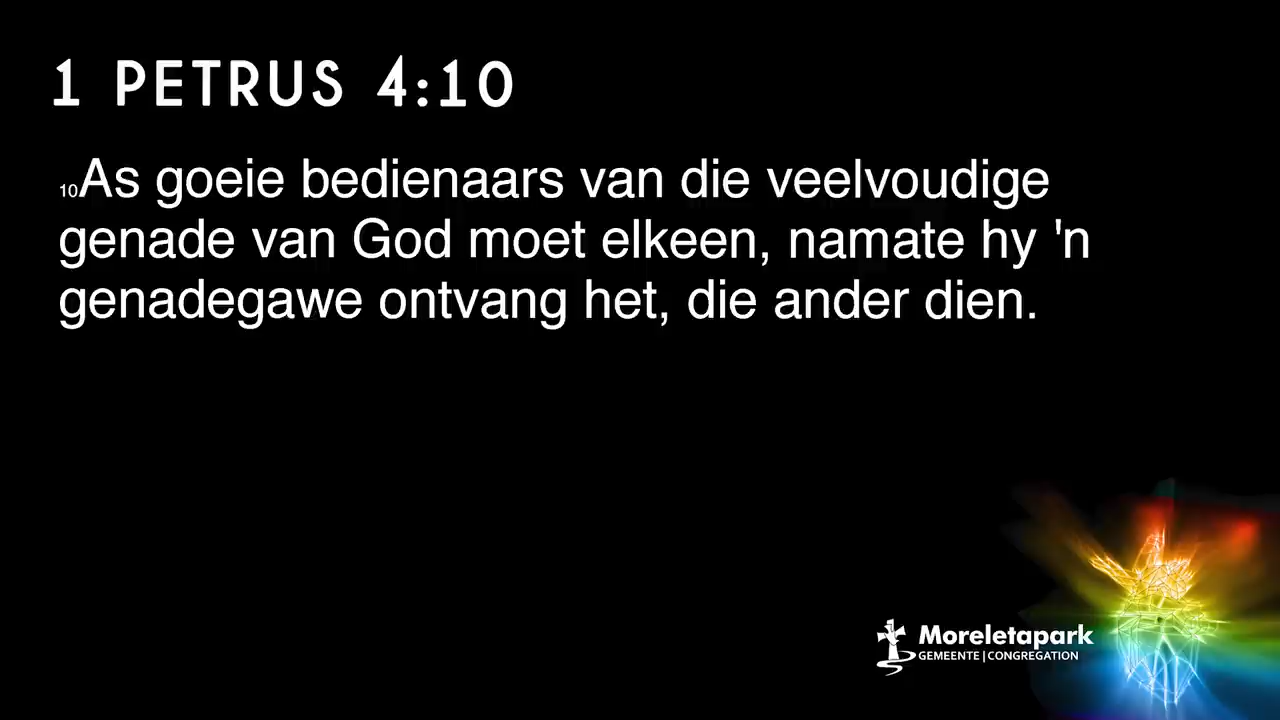 1 PETRUS 4:10
10As goeie bedienaars van die veelvoudige
genade van God moet elkeen, namate hy 'n
genadegawe ontvang het, die ander dien.
Moreletapark
GEMEENTE | CONGREGATION